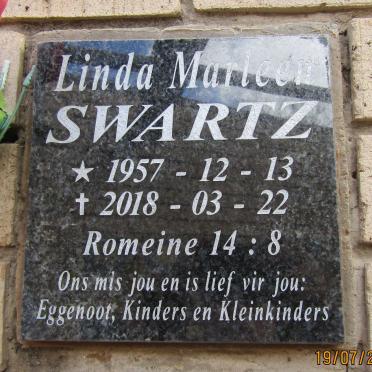 Linda Marleen
SWARTZ
★ 1957 - 12 - 13
✝ 2018 - 03 - 22
Romeine 14 : 8
Ons mis jou en is lief vir jou:
Eggenoot, Kinders en Kleinkinders
19/07/2